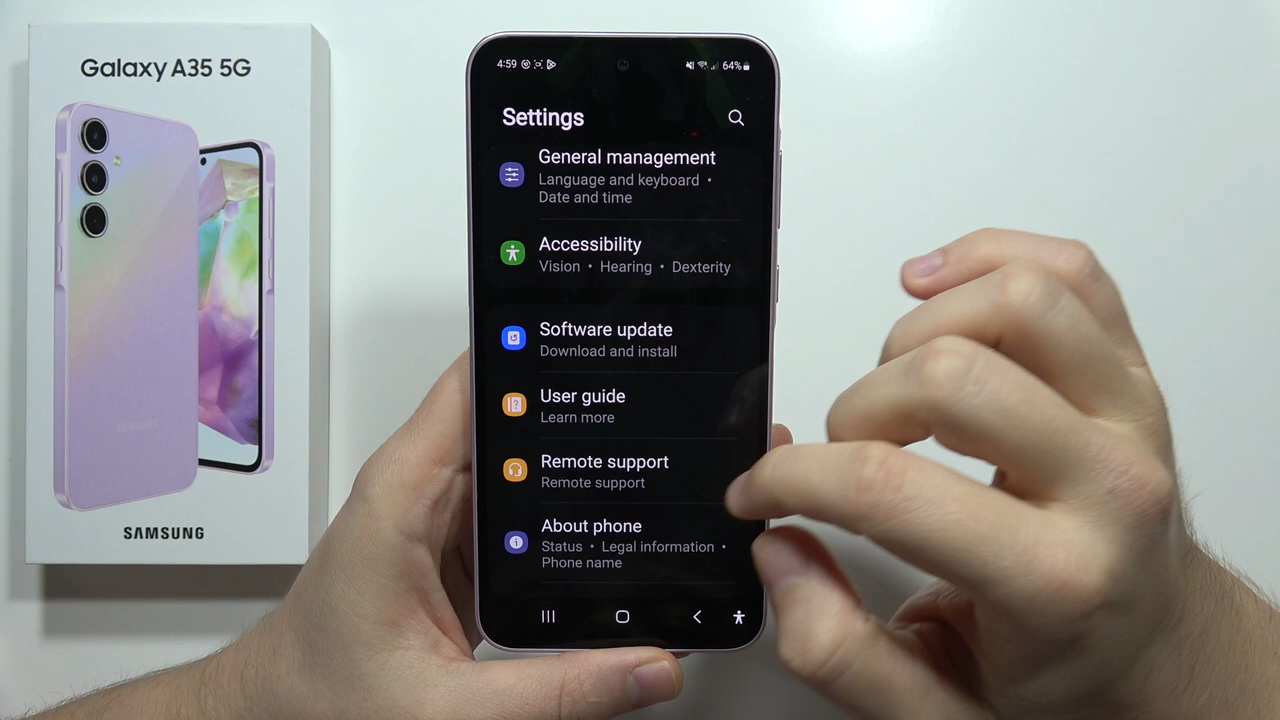 Galaxy A35 5G
SAMSUNG
4:59
64%
Settings
General management
Language and keyboard •
Date and time
Accessibility
Vision • Hearing • Dexterity
Software update
Download and install
User guide
Learn more
Remote support
Remote support
About phone
Status • Legal information •
Phone name